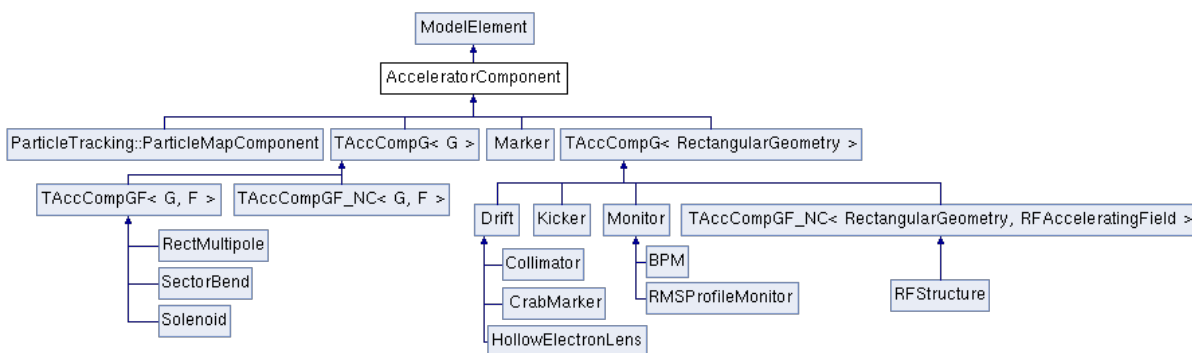 ModelElement
AcceleratorComponent
ParticleTracking::ParticleMapComponent
TAccCompG< G >
Marker
TAccCompG< RectangularGeometry >
TAccCompGF< G, F >
TAccCompGF_NC< G, F >
Drift
Kicker
Monitor
TAccCompGF_NC< RectangularGeometry, RFAcceleratingField >
RectMultipole
SectorBend
Solenoid
Collimator
CrabMarker
HollowElectronLens
BPM
RMSProfileMonitor
RFStructure